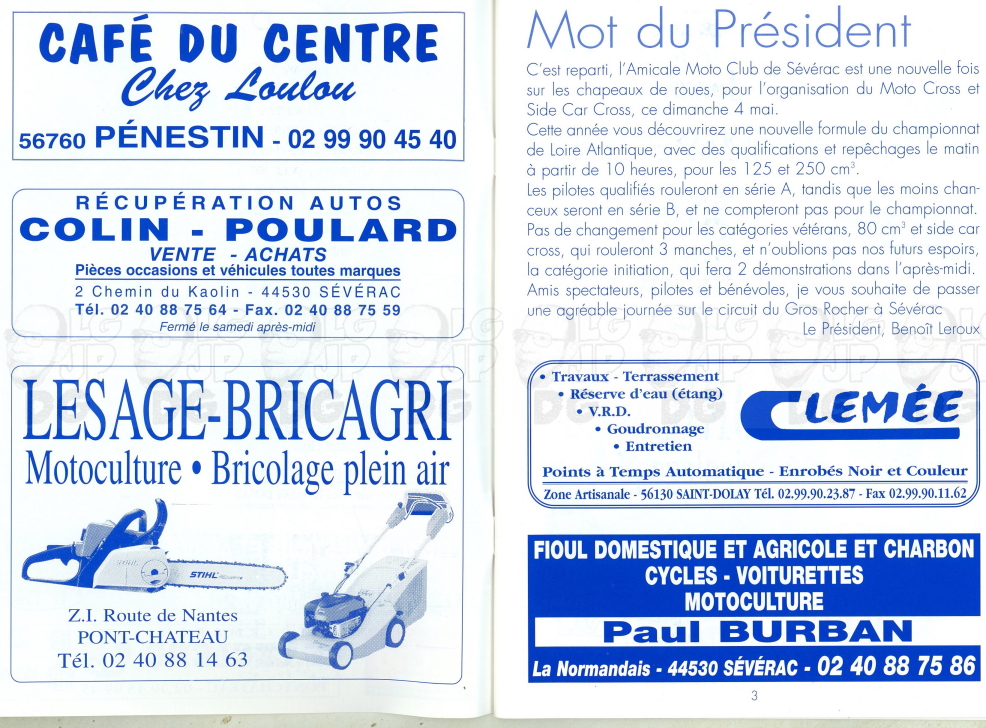 CAFÉ DU CENTRE
Chez Loulou
56760 PÉNESTIN - 02 99 90 45 40
RÉCUPÉRATION AUTOS
COLIN - POULARD
VENTE - ACHATS
Pièces occasions et véhicules toutes marques
2 Chemin du Kaolin - 44530 SÉVÉRAC
Tél. 02 40 88 75 64 - Fax. 02 40 88 75 59
Fermé le samedi après-midi
LESAGE-BRICAGRI
Motoculture • Bricolage plein air
STIHL
Z.I. Route de Nantes
PONT-CHATEAU
Tél. 02 40 88 14 63
Mot du Président
C'est reparti, l'Amicale Moto Club de Sévérac est une nouvelle fois
sur les chapeaux de roues, pour l'organisation du Moto Cross et
Side Car Cross, ce dimanche 4 mai.
Cette année vous découvrirez une nouvelle formule du championnat
de Loire Atlantique, avec des qualifications et repêchages le matin
à partir de 10 heures, pour les 125 et 250 cm³.
Les pilotes qualifiés rouleront en série A, tandis que les moins chan-
ceux seront en série B, et ne compteront pas pour le championnat.
Pas de changement pour les catégories vétérans, 80 cm³ et side car
cross, qui rouleront 3 manches, et n'oublions pas nos futurs espoirs,
la catégorie initiation, qui fera 2 démonstrations dans l'après-midi.
Amis spectateurs, pilotes et bénévoles, je vous souhaite de passer
une agréable journée sur le circuit du Gros Rocher à Sévérac
Le Président, Benoît Leroux
• Travaux - Terrassement
• Réserve d'eau (étang)
• V.R.D.
• Goudronnage
• Entretien
CLEMÉE
Points à Temps Automatique - Enrobés Noir et Couleur
Zone Artisanale - 56130 SAINT-DOLAY Tél. 02.99.90.23.87 - Fax 02.99.90.11.62
FIOUL DOMESTIQUE ET AGRICOLE ET CHARBON
CYCLES - VOITURETTES
MOTOCULTURE
Paul BURBAN
La Normandais - 44530 SÉVÉRAC - 02 40 88 75 86
3